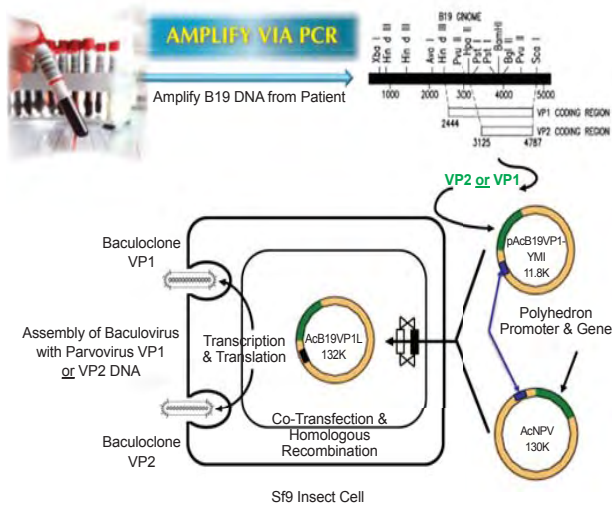 AMPLIFY VIA PCR
Amplify B19 DNA from Patient
B19 GNOME
Xba I
Hin d III
Hin d III
Ava I
Hin d III
Pvu II
Hpa II
Pst I
Pst I
BamHI
Bgl II
Pvu II
Sca I
1000 2000 3000 4000 5000
VP1 CODING REGION
2444
VP2 CODING REGION
3125 4787
VP2 or VP1
pAcB19VP1-
YMI
11.8K
Polyhedron
Promoter & Gene
AcNPV
130K
Baculoclone
VP1
Assembly of Baculovirus
with Parvovirus VP1
or VP2 DNA
Baculoclone
VP2
Transcription
& Translation
AcB19VP1L
132K
Co-Transfection &
Homologous
Recombination
Sf9 Insect Cell